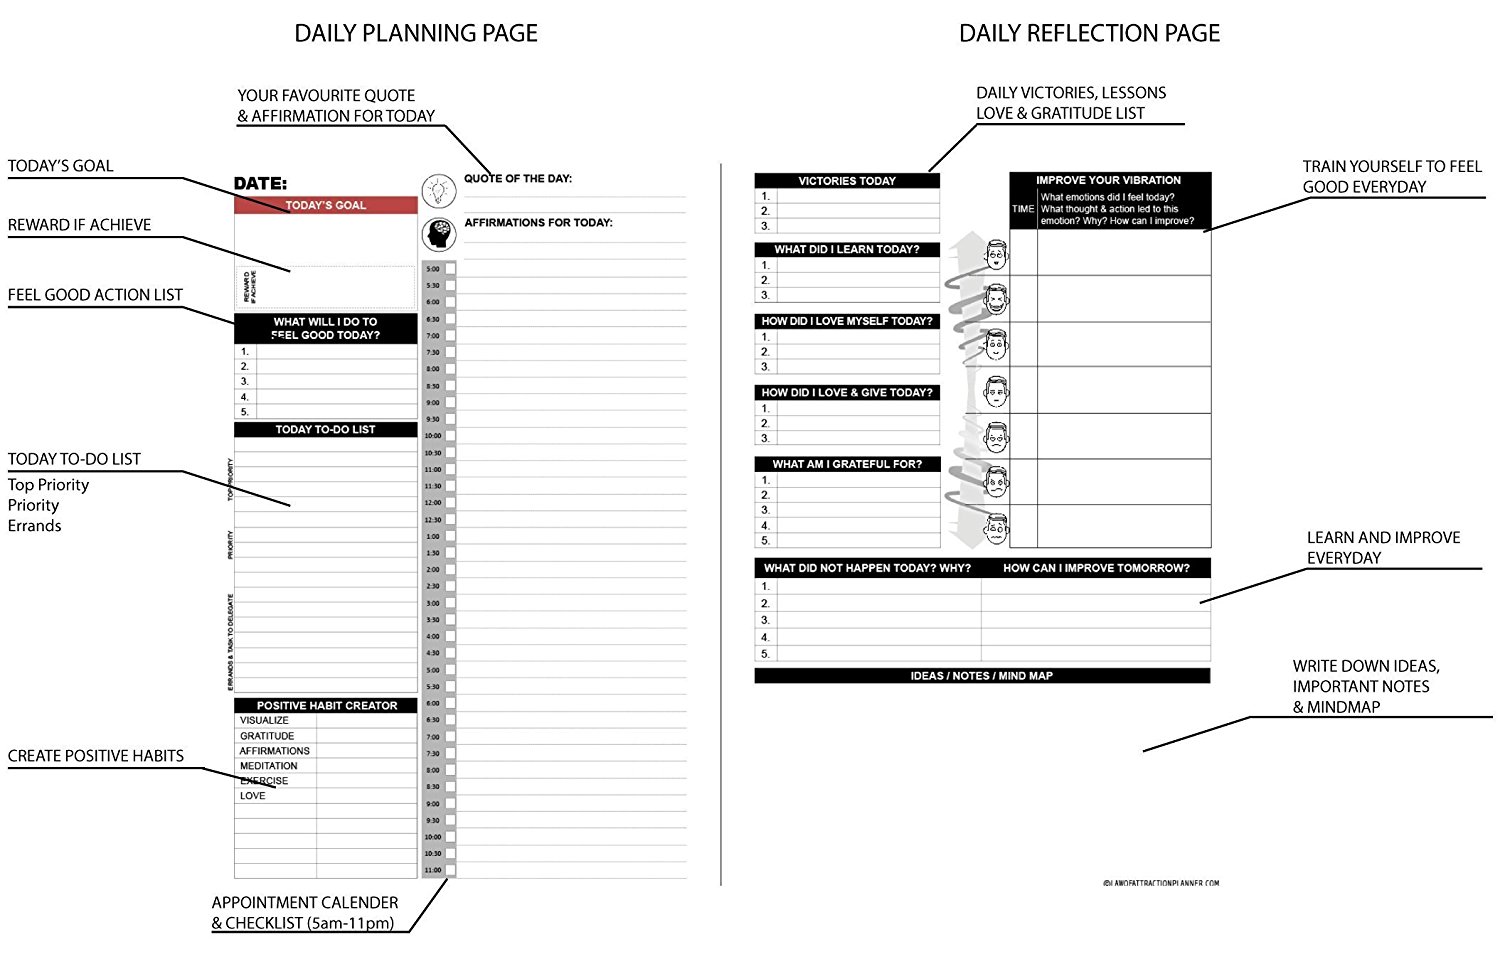 DAILY PLANNING PAGE
YOUR FAVOURITE QUOTE
& AFFIRMATION FOR TODAY
TODAY'S GOAL
REWARD IF ACHIEVE
FEEL GOOD ACTION LIST
TODAY TO-DO LIST
Top Priority
Priority
Errands
CREATE POSITIVE HABITS
APPOINTMENT CALENDER
& CHECKLIST (5am-11pm)
DATE:
TODAY'S GOAL
REWARD
IF ACHIEVE
WHAT WILL I DO TO
FEEL GOOD TODAY?
1.
2.
3.
4.
5.
TODAY TO-DO LIST
TOP PRIORITY
PRIORITY
ERRANDS & TASK TO DELEGATE
POSITIVE HABIT CREATOR
VISUALIZE
GRATITUDE
AFFIRMATIONS
MEDITATION
EXERCISE
LOVE
QUOTE OF THE DAY:
AFFIRMATIONS FOR TODAY:
5:00
5:30
6:00
6:30
7:00
7:30
8:00
8:30
9:00
9:30
10:00
10:30
11:00
11:30
12:00
12:30
1:00
1:30
2:00
2:30
3:00
3:30
4:00
4:30
5:00
5:30
6:00
6:30
7:00
7:30
8:00
8:30
9:00
9:30
10:00
10:30
11:00
DAILY REFLECTION PAGE
DAILY VICTORIES, LESSONS
LOVE & GRATITUDE LIST
TRAIN YOURSELF TO FEEL
GOOD EVERYDAY
LEARN AND IMPROVE
EVERYDAY
WRITE DOWN IDEAS,
IMPORTANT NOTES
& MINDMAP
VICTORIES TODAY
1.
2.
3.
WHAT DID I LEARN TODAY?
1.
2.
3.
HOW DID I LOVE MYSELF TODAY?
1.
2.
3.
HOW DID I LOVE & GIVE TODAY?
1.
2.
3.
WHAT AM I GRATEFUL FOR?
1.
2.
3.
4.
5.
IMPROVE YOUR VIBRATION
TIME
What emotions did I feel today?
What thought & action led to this
emotion? Why? How can I improve?
WHAT DID NOT HAPPEN TODAY? WHY? HOW CAN I IMPROVE TOMORROW?
1.
2.
3.
4.
5.
IDEAS / NOTES / MIND MAP
©LAWOFATTRACTIONPLANNER.COM